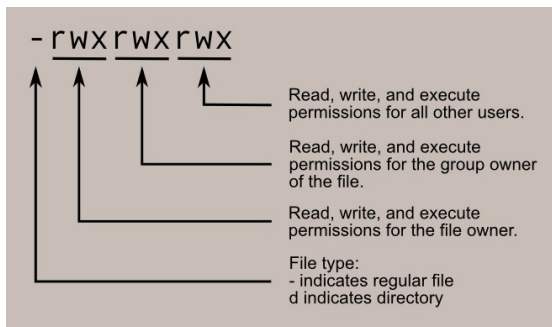 -rwxrwxrwx
Read, write, and execute
permissions for all other users.
Read, write, and execute
permissions for the group owner
of the file.
Read, write, and execute
permissions for the file owner.
File type:
- indicates regular file
d indicates directory